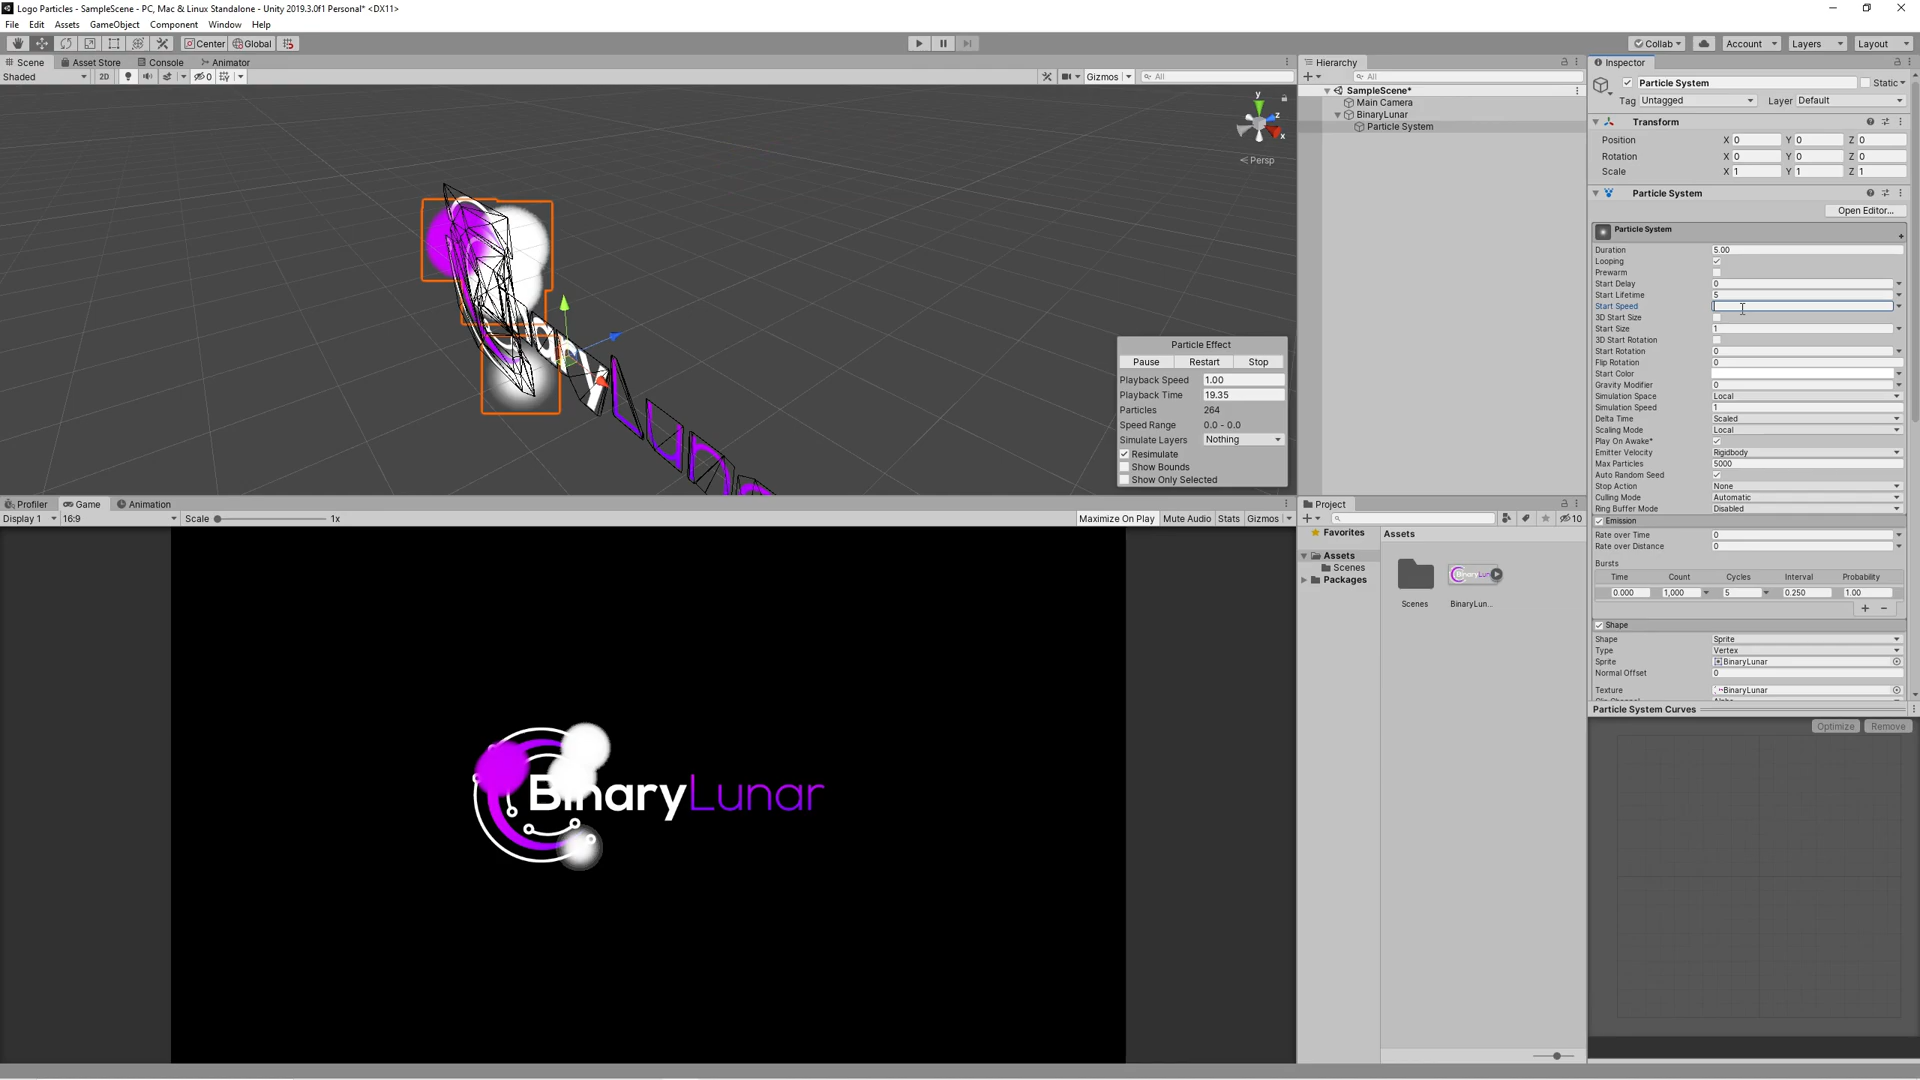 Logo Particles - SampleScene - PC, Mac & Linux Standalone - Unity 2019.3.0f1 Personal* <DX11>
File Edit Assets GameObject Component Window Help
Center Global
Collab Account Layers Layout
Scene Asset Store Console Animator
Shaded 2D 0 Gizmos All
y
z
x
Persp
Particle Effect
Pause Restart Stop
Playback Speed 1.00
Playback Time 19.35
Particles 264
Speed Range 0.0 - 0.0
Simulate Layers Nothing
Resimulate
Show Bounds
Show Only Selected
Profiler Game Animation
Display 1 16:9 Scale 1x Maximize On Play Mute Audio Stats Gizmos
BinaryLunar
Hierarchy
All
SampleScene*
Main Camera
BinaryLunar
Particle System
Project
10
Favorites
Assets
Scenes
Packages
Assets
Scenes
BinaryLun...
Inspector
Particle System Static
Tag Untagged Layer Default
Transform
Position X 0 Y 0 Z 0
Rotation X 0 Y 0 Z 0
Scale X 1 Y 1 Z 1
Particle System
Open Editor...
Particle System
Duration 5.00
Looping
Prewarm
Start Delay 0
Start Lifetime 5
Start Speed
3D Start Size
Start Size 1
3D Start Rotation
Start Rotation 0
Flip Rotation 0
Start Color
Gravity Modifier 0
Simulation Space Local
Simulation Speed 1
Delta Time Scaled
Scaling Mode Local
Play On Awake*
Emitter Velocity Rigidbody
Max Particles 5000
Auto Random Seed
Stop Action None
Culling Mode Automatic
Ring Buffer Mode Disabled
Emission
Rate over Time 0
Rate over Distance 0
Bursts
Time Count Cycles Interval Probability
0.000 1,000 5 0.250 1.00
Shape
Shape Sprite
Type Vertex
Sprite BinaryLunar
Normal Offset 0
Texture BinaryLunar
Particle System Curves
Optimize Remove